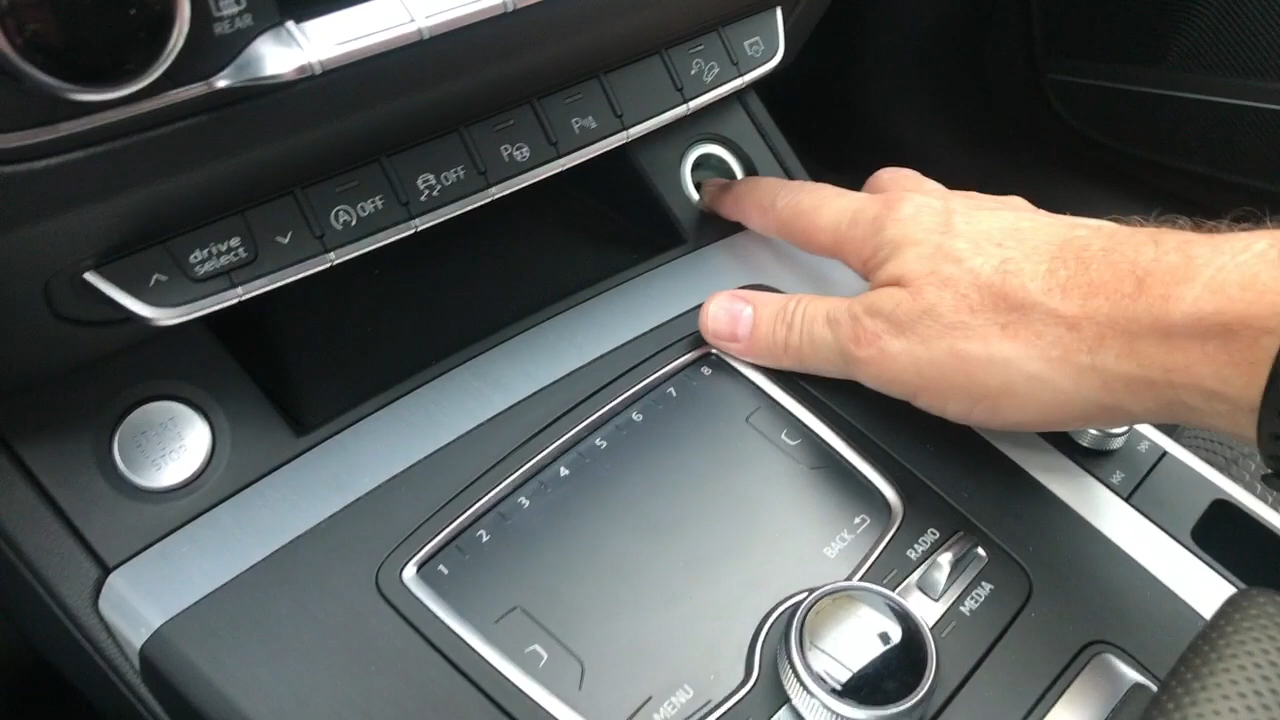 REAR
drive
select
(A) OFF
OFF
P
P
START
STOP
1 2 3 4 5 6 7 8
BACK
RADIO
MEDIA
MENU